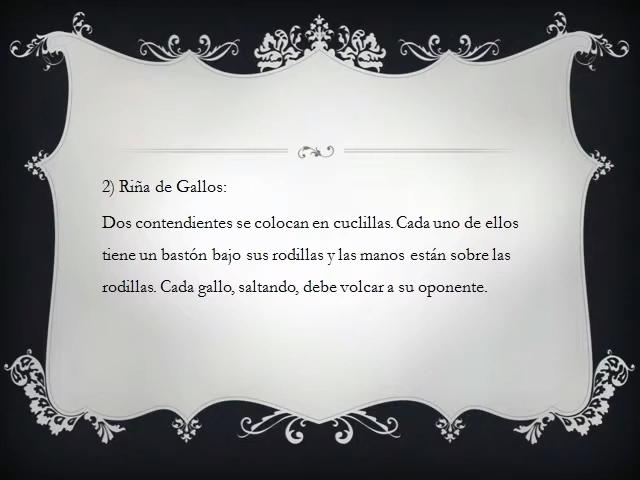 2) Riña de Gallos:
Dos contendientes se colocan en cuclillas. Cada uno de ellos
tiene un bastón bajo sus rodillas y las manos están sobre las
rodillas. Cada gallo, saltando, debe volcar a su oponente.